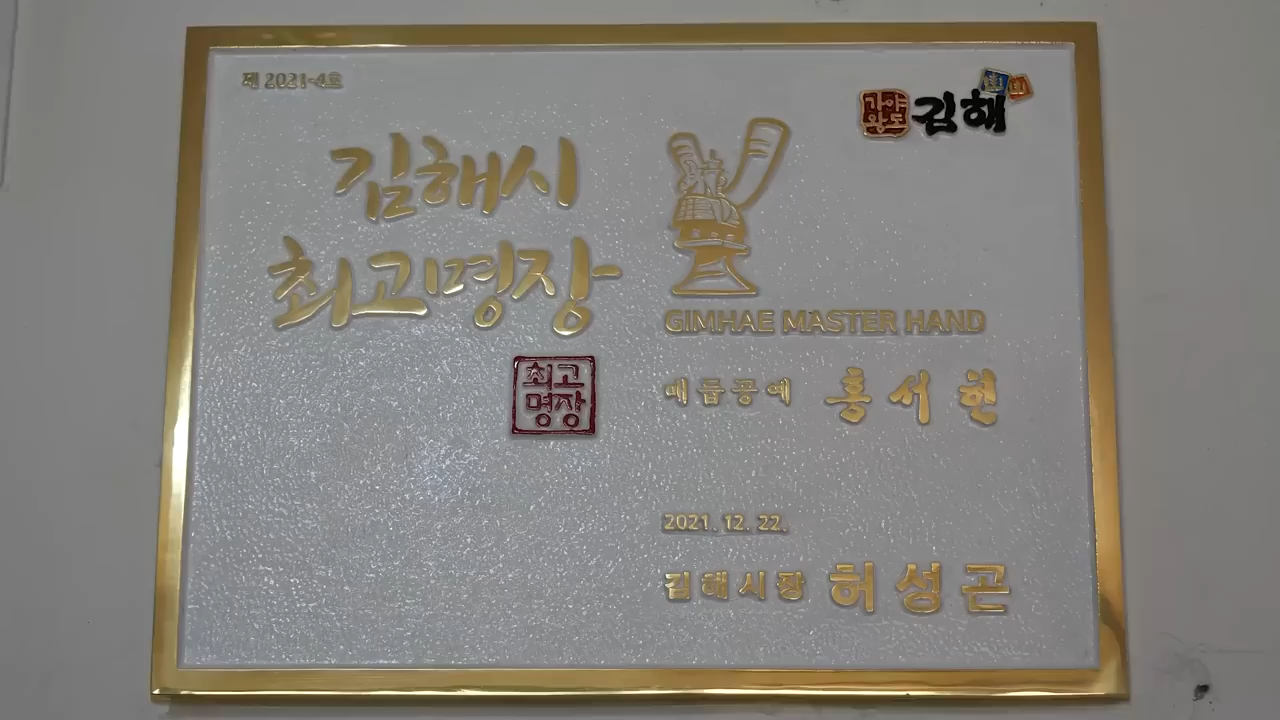 제 2021-4호
가야
왕도
김해
김해시
최고명장
GIMHAE MASTER HAND
최고
명장
매듭공예 홍서헌
2021. 12. 22.
김해시장 허성곤